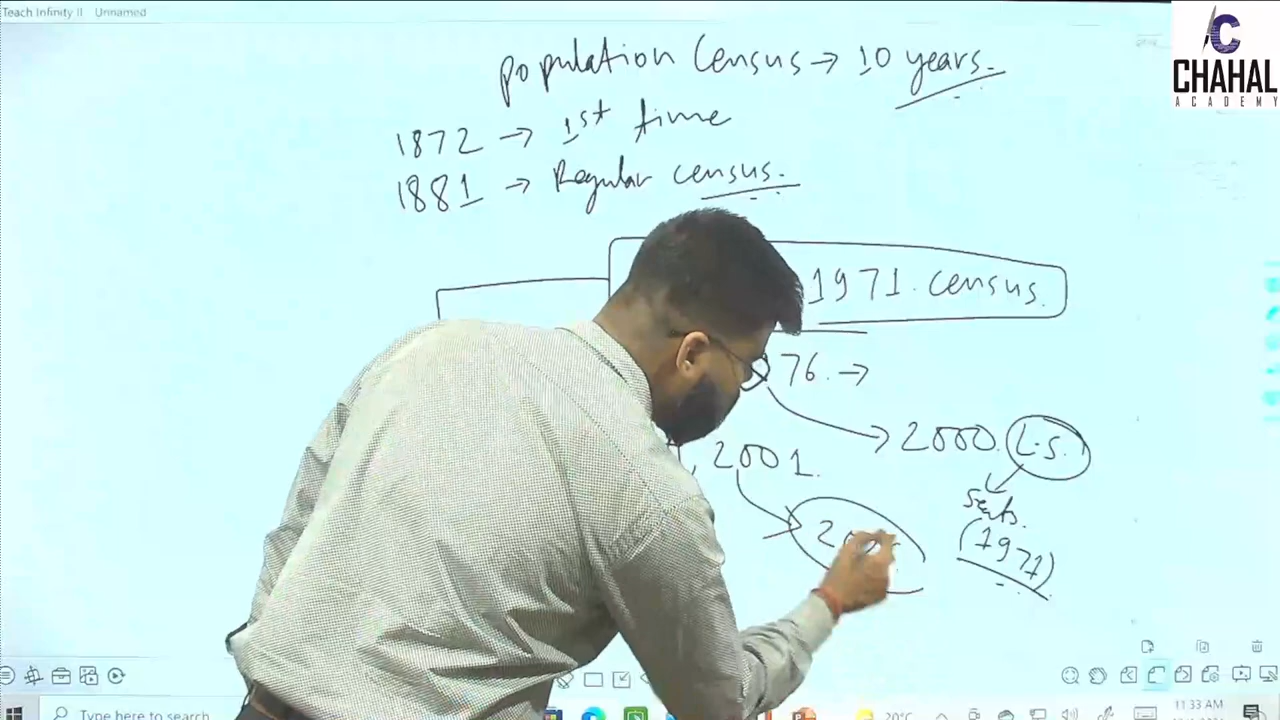 Teach Infinity II Unnamed
C
CHAHAL
ACADEMY
Population Census → 10 years.
1872 → 1st time
1881 → Regular census.
1971 census.
76. →
2000 L.S.
, 2001.
seats.
(1971)
Type here to search
20°C
11:33 AM